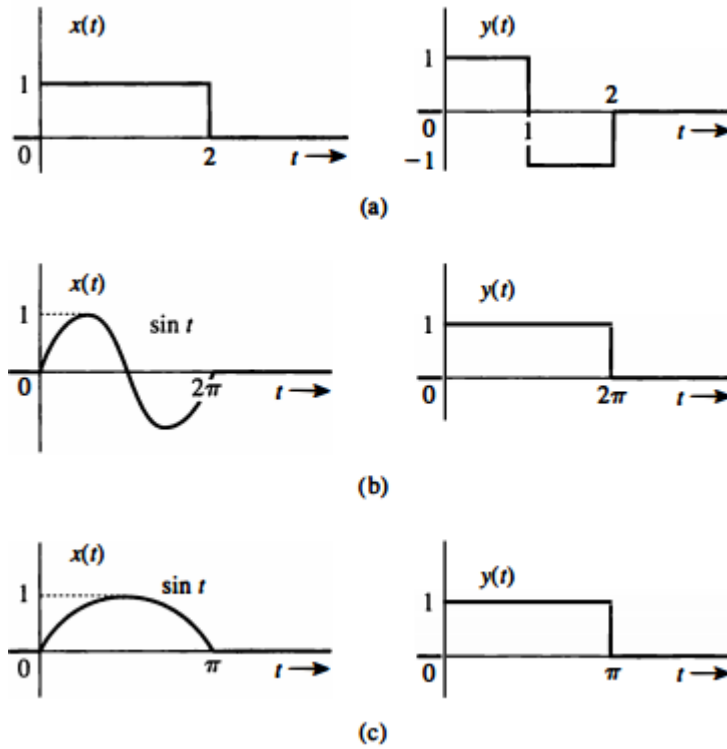 x(t) y(t)
1 1
2
0 2 t 0 1 t
−1
(a)
x(t) y(t)
1 sin t 1
0 2π t 0 2π t
(b)
x(t) y(t)
1 sin t 1
0 π t 0 π t
(c)